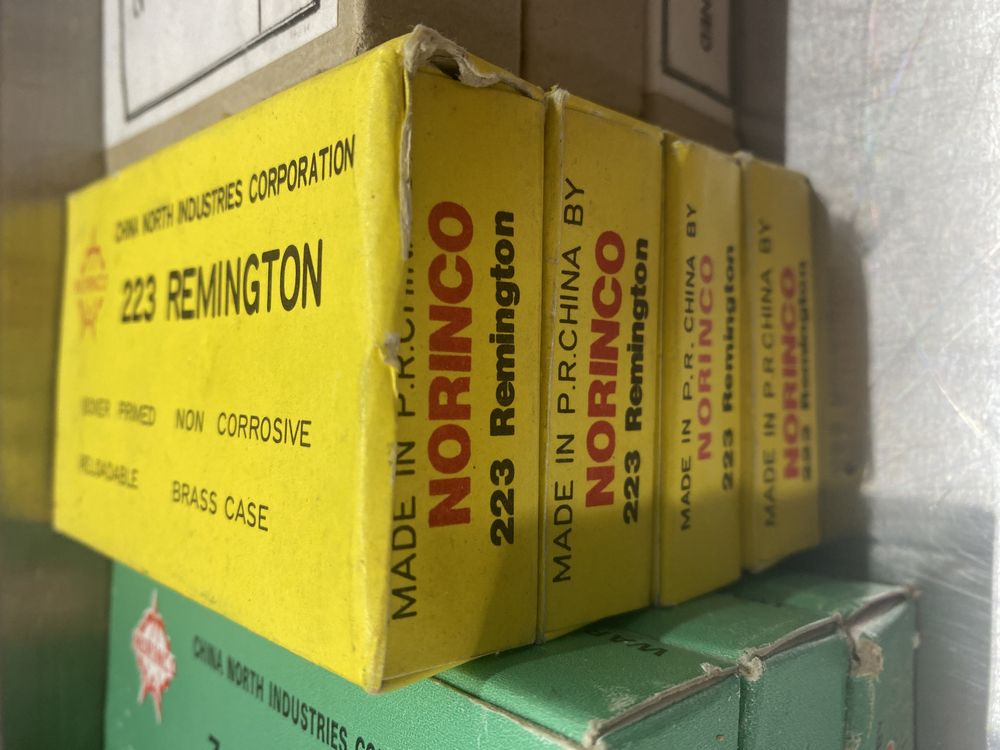 CHINA NORTH INDUSTRIES CORPORATION
NORINCO
223 REMINGTON
BOXER PRIMED NON CORROSIVE
RELOADABLE BRASS CASE
MADE IN P.R.CHINA
NORINCO
223 Remington
MADE IN P.R.CHINA BY
NORINCO
223 Remington
MADE IN P.R.CHINA BY
NORINCO
223 Remington
MADE IN P.R.CHINA BY
NORINCO
223 Remington
NORINCO
CHINA NORTH INDUSTRIES